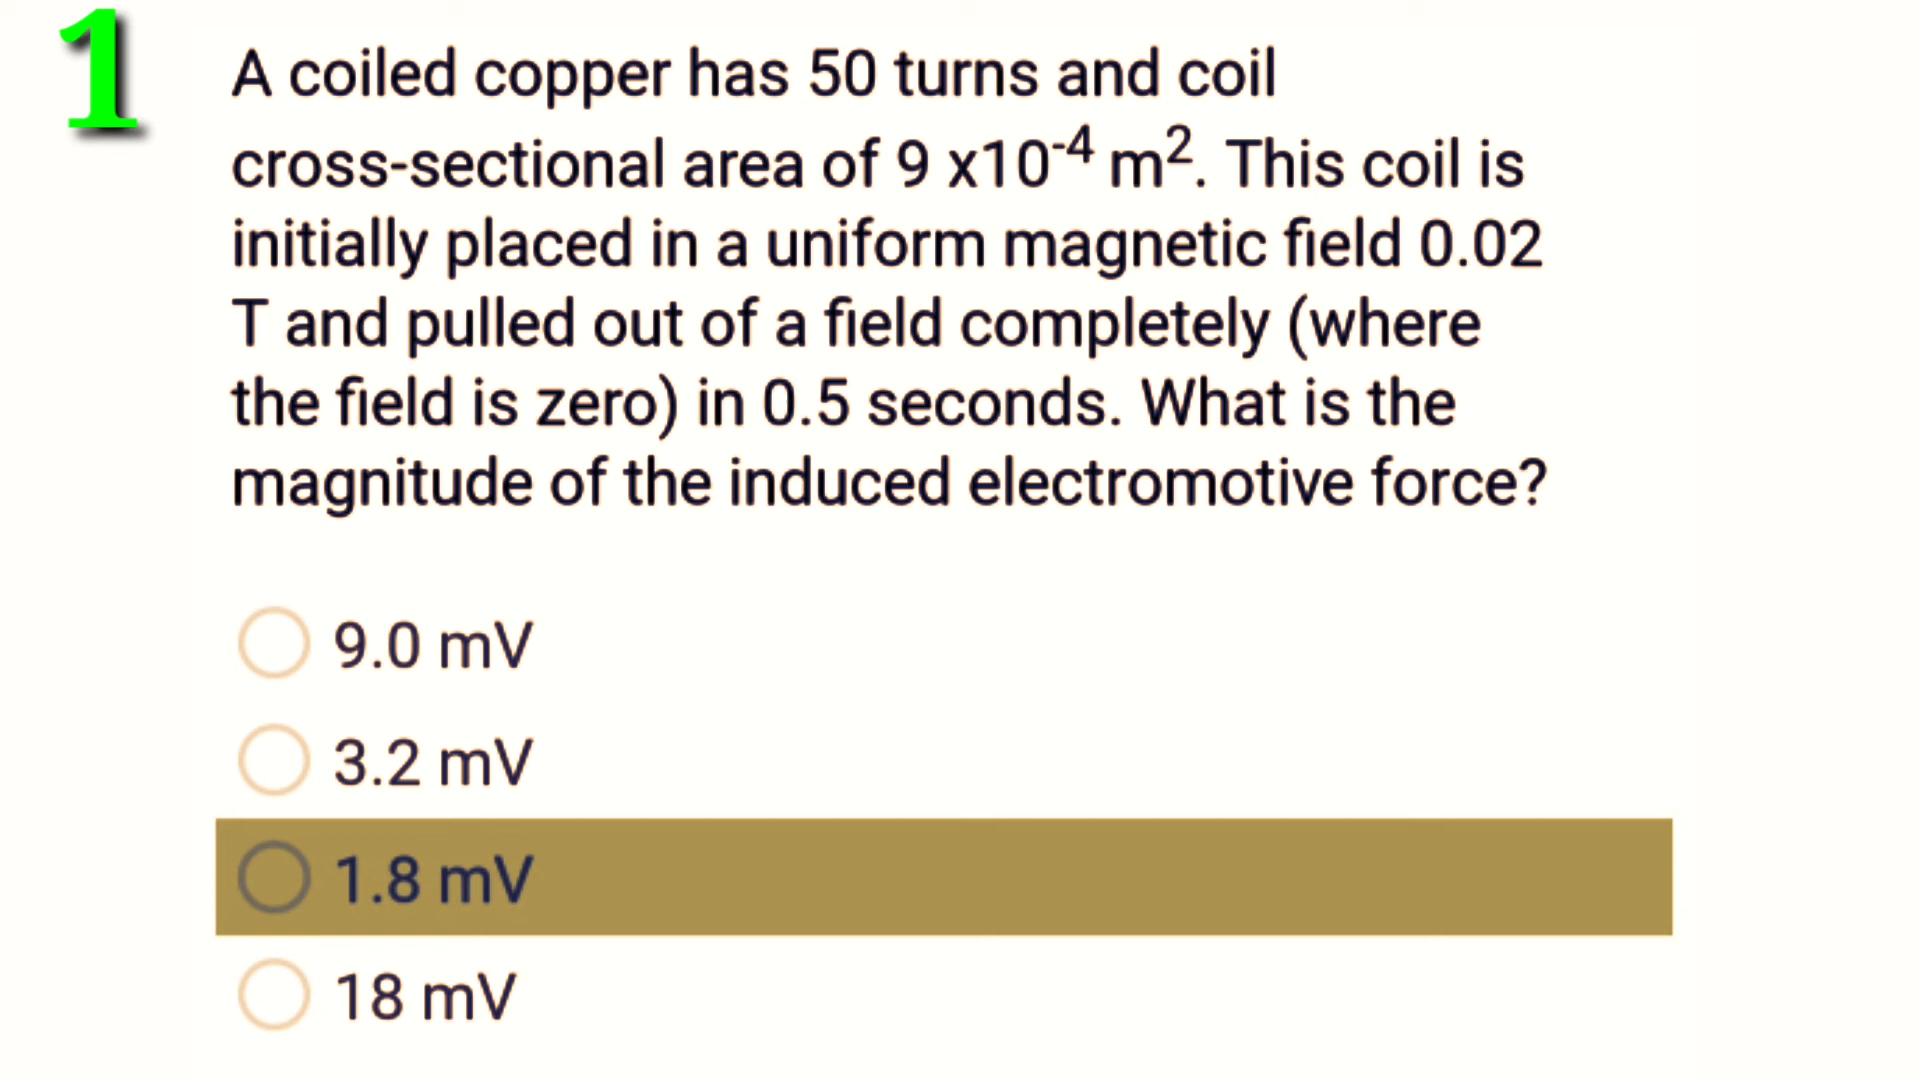 1
A coiled copper has 50 turns and coil
cross-sectional area of 9 x10⁻⁴ m². This coil is
initially placed in a uniform magnetic field 0.02
T and pulled out of a field completely (where
the field is zero) in 0.5 seconds. What is the
magnitude of the induced electromotive force?
9.0 mV
3.2 mV
1.8 mV
18 mV